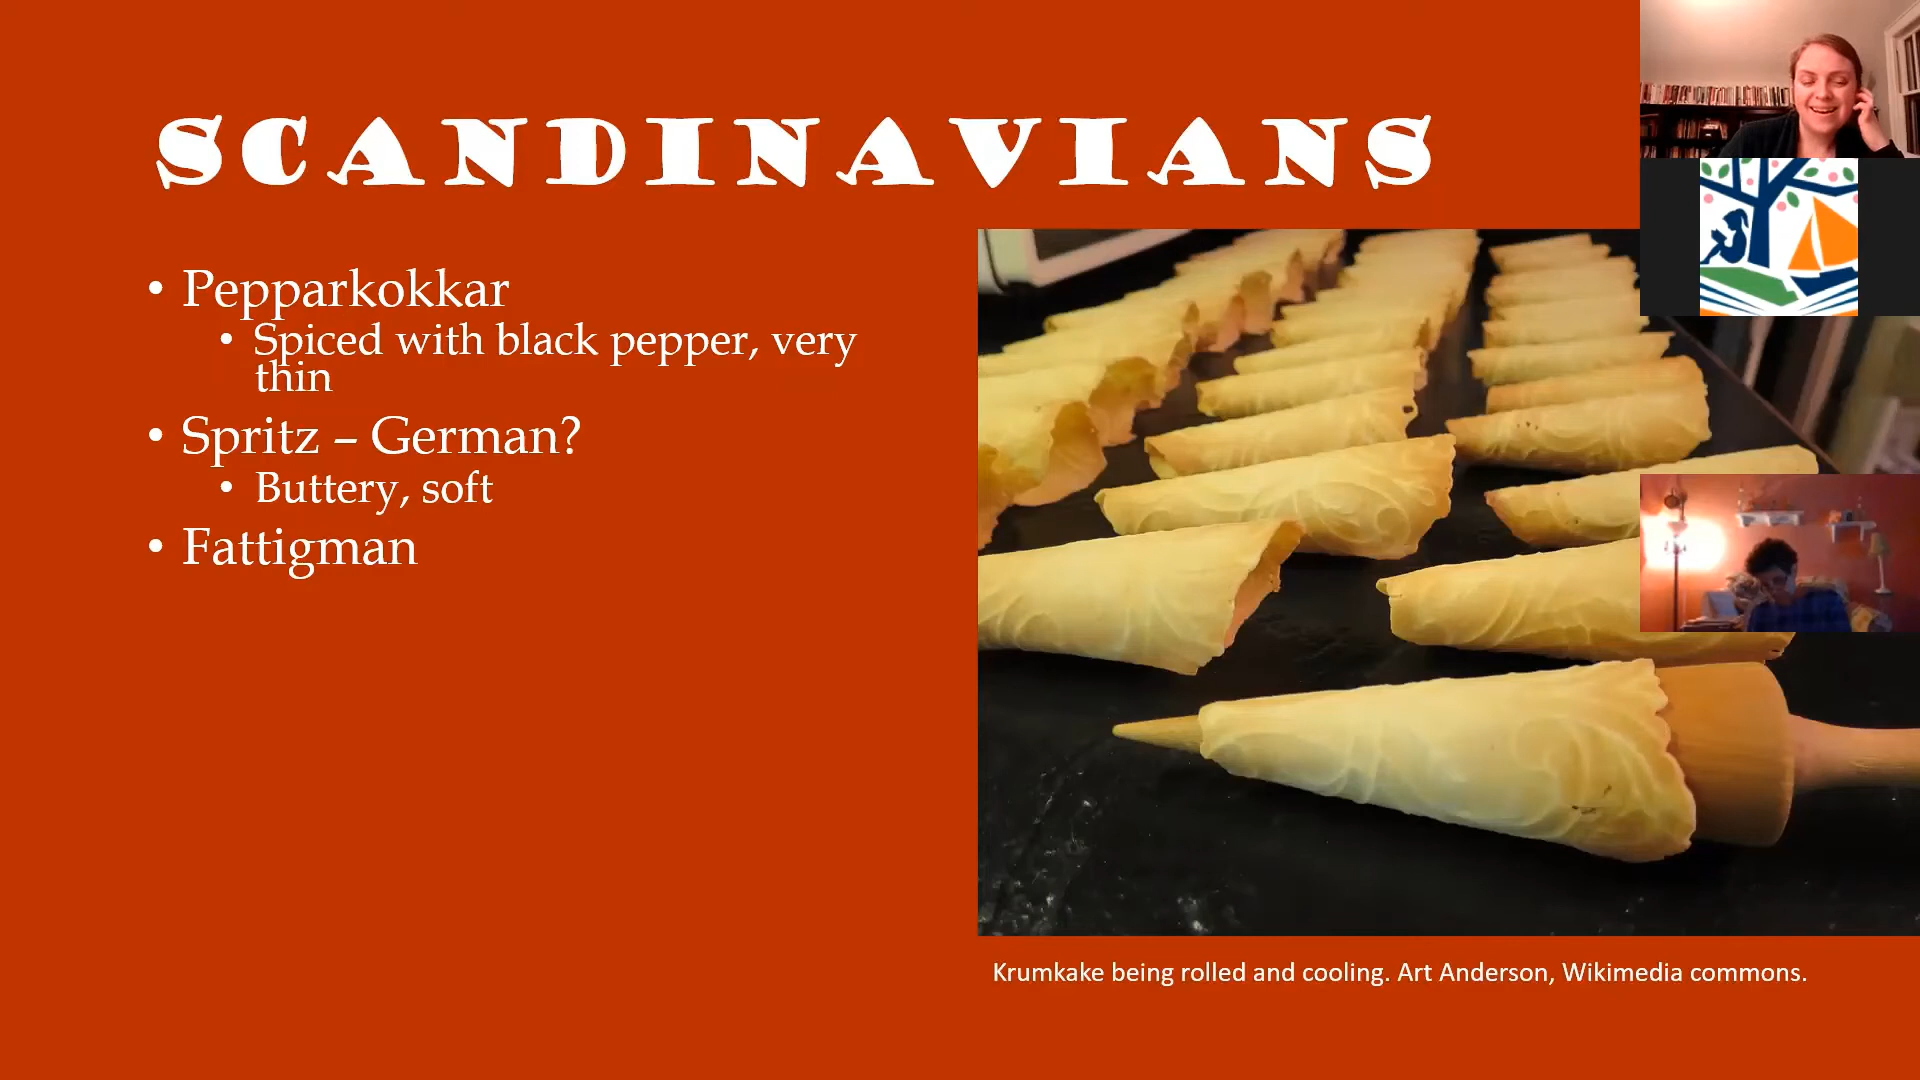 SCANDINAVIANS
• Pepparkokkar
• Spiced with black pepper, very
thin
• Spritz – German?
• Buttery, soft
• Fattigman
Krumkake being rolled and cooling. Art Anderson, Wikimedia commons.